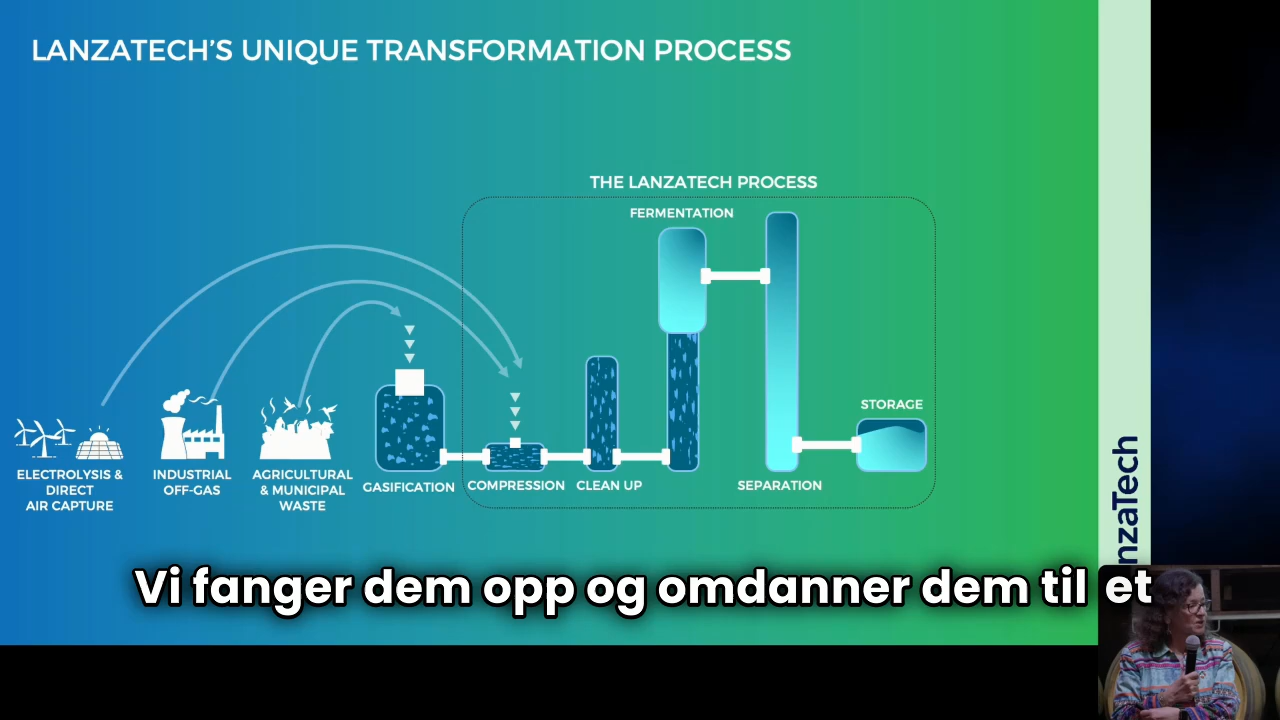 LANZATECH'S UNIQUE TRANSFORMATION PROCESS
THE LANZATECH PROCESS
FERMENTATION
STORAGE
ELECTROLYSIS &
DIRECT
AIR CAPTURE
INDUSTRIAL
OFF-GAS
AGRICULTURAL
& MUNICIPAL
WASTE
GASIFICATION
COMPRESSION
CLEAN UP
SEPARATION
nzaTech
Vi fanger dem opp og omdanner dem til et